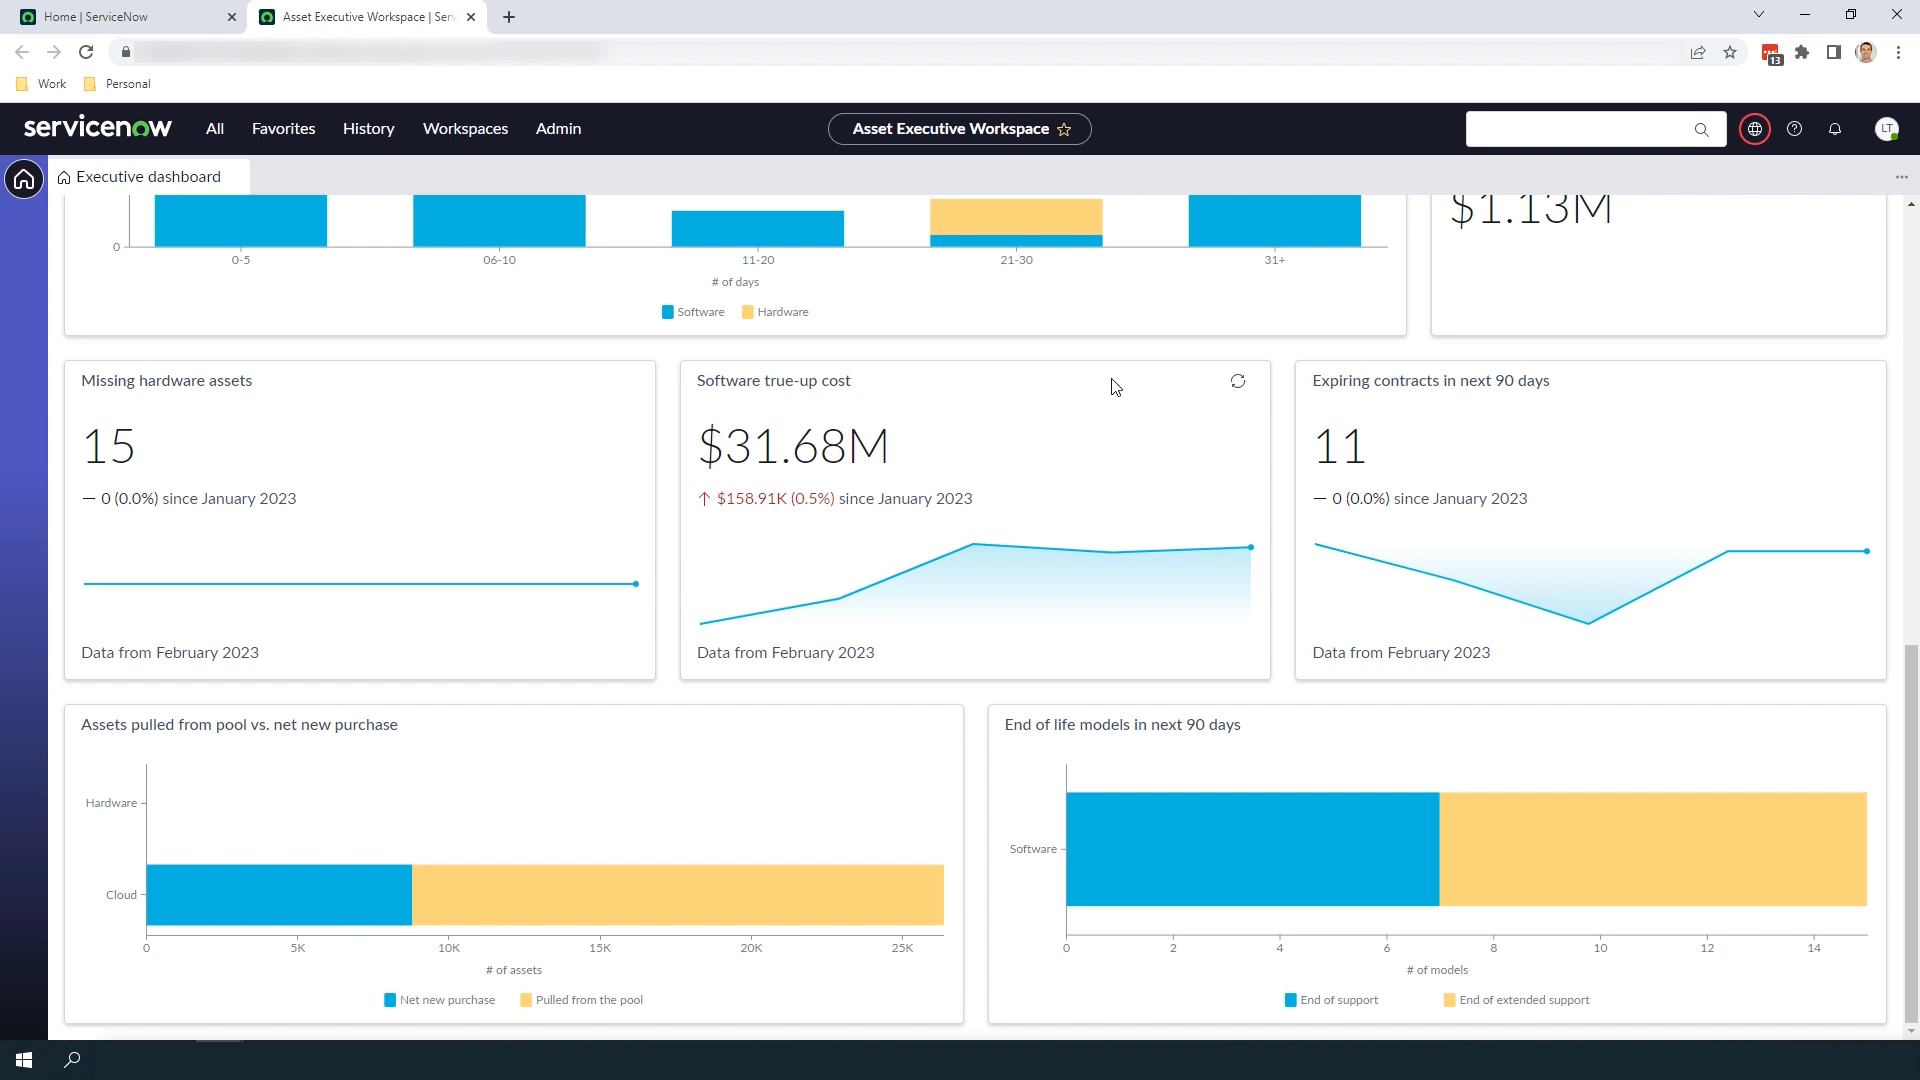 Home | ServiceNow
Asset Executive Workspace | Serv
13
Work
Personal
servicenow
All
Favorites
History
Workspaces
Admin
Asset Executive Workspace
LT
Executive dashboard
$1.13M
0
0-5
06-10
11-20
21-30
31+
# of days
Software
Hardware
Missing hardware assets
15
— 0 (0.0%) since January 2023
Data from February 2023
Software true-up cost
$31.68M
↑ $158.91K (0.5%) since January 2023
Data from February 2023
Expiring contracts in next 90 days
11
— 0 (0.0%) since January 2023
Data from February 2023
Assets pulled from pool vs. net new purchase
Hardware
Cloud
0
5K
10K
15K
20K
25K
# of assets
Net new purchase
Pulled from the pool
End of life models in next 90 days
Software
0
2
4
6
8
10
12
14
# of models
End of support
End of extended support